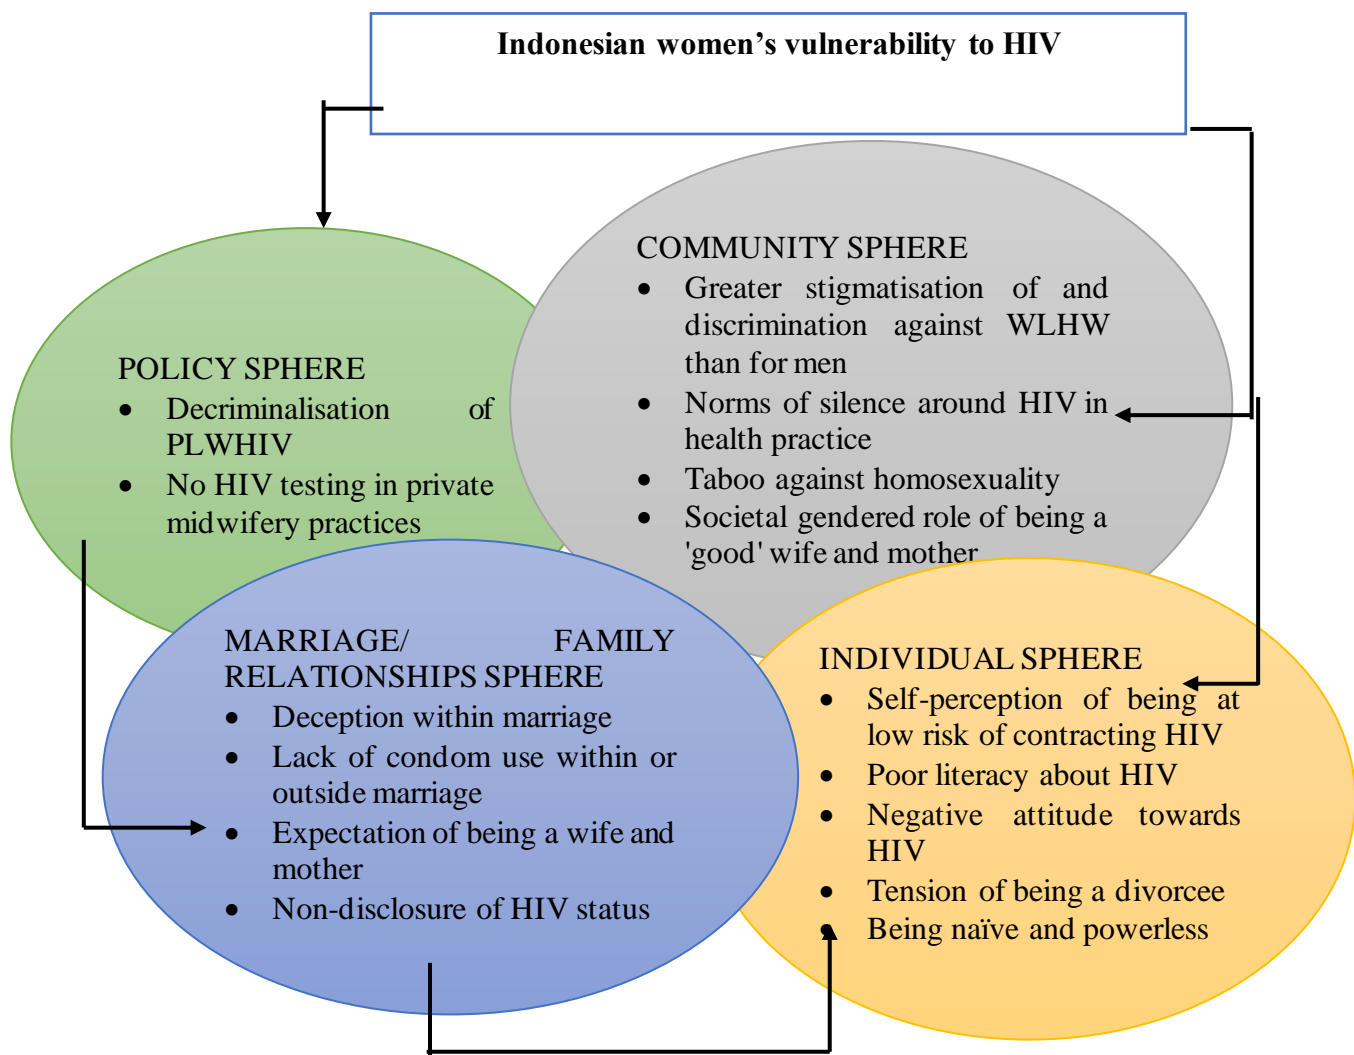 Indonesian women’s vulnerability to HIV
POLICY SPHERE
• Decriminalisation of
PLWHIV
• No HIV testing in private
midwifery practices
COMMUNITY SPHERE
• Greater stigmatisation of and
discrimination against WLHW
than for men
• Norms of silence around HIV in
health practice
• Taboo against homosexuality
• Societal gendered role of being a
'good' wife and mother
MARRIAGE/ FAMILY
RELATIONSHIPS SPHERE
• Deception within marriage
• Lack of condom use within or
outside marriage
• Expectation of being a wife and
mother
• Non-disclosure of HIV status
INDIVIDUAL SPHERE
• Self-perception of being at
low risk of contracting HIV
• Poor literacy about HIV
• Negative attitude towards
HIV
• Tension of being a divorcee
• Being naïve and powerless